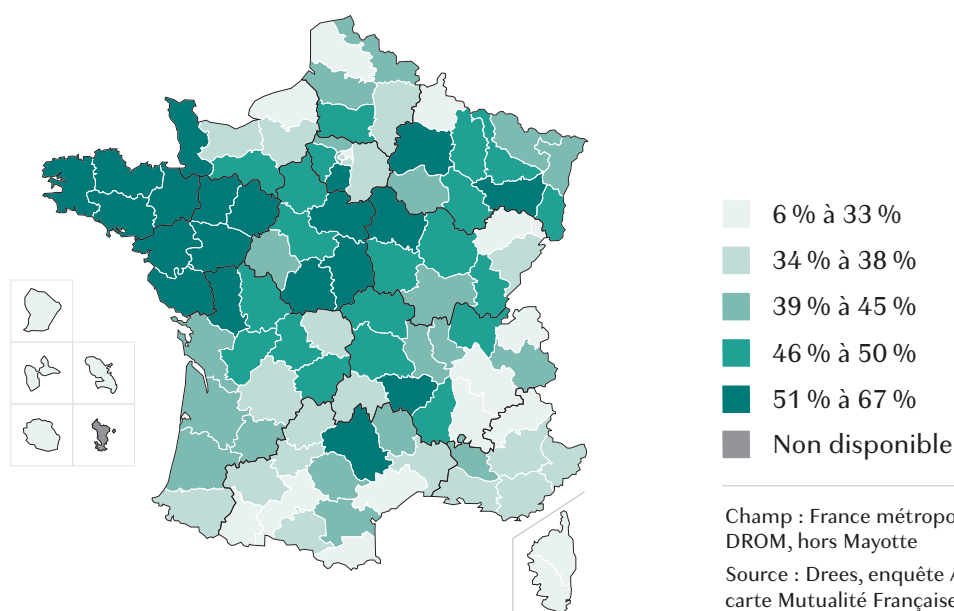 6 % à 33 %
34 % à 38 %
39 % à 45 %
46 % à 50 %
51 % à 67 %
Non disponible
Champ : France
DROM, hors Mayotte
Source : Drees, enquête
carte Mutualité Française